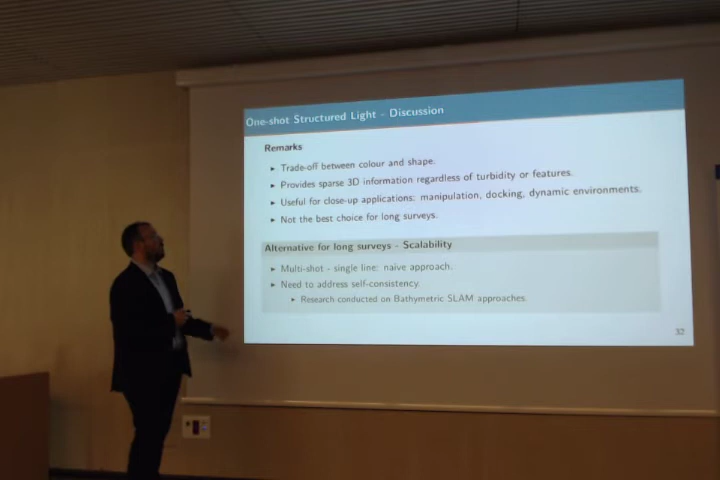 One-shot Structured Light - Discussion
Remarks
▸ Trade-off between colour and shape.
▸ Provides sparse 3D information regardless of turbidity or features.
▸ Useful for close-up applications: manipulation, docking, dynamic environments.
▸ Not the best choice for long surveys.
Alternative for long surveys - Scalability
▸ Multi-shot - single line: naive approach.
▸ Need to address self-consistency
▸ Research conducted on Bathymetric SLAM approaches.
32